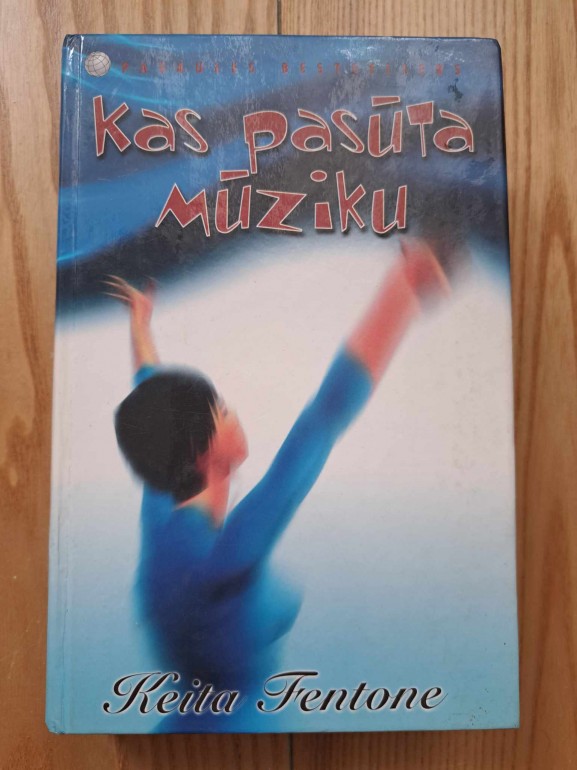 PASAULES BESTSELLERS
Kas pasūta
mūziku
Keita Fentone